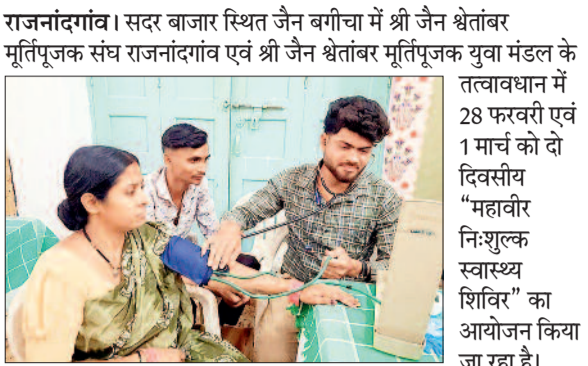 राजनांदगांव। सदर बाजार स्थित जैन बगीचा में श्री जैन श्वेतांबर
मूर्तिपूजक संघ राजनांदगांव एवं श्री जैन श्वेतांबर मूर्तिपूजक युवा मंडल के
तत्वावधान में
28 फरवरी एवं
1 मार्च को दो
दिवसीय
“महावीर
निःशुल्क
स्वास्थ्य
शिविर” का
आयोजन किया
जा रहा है।